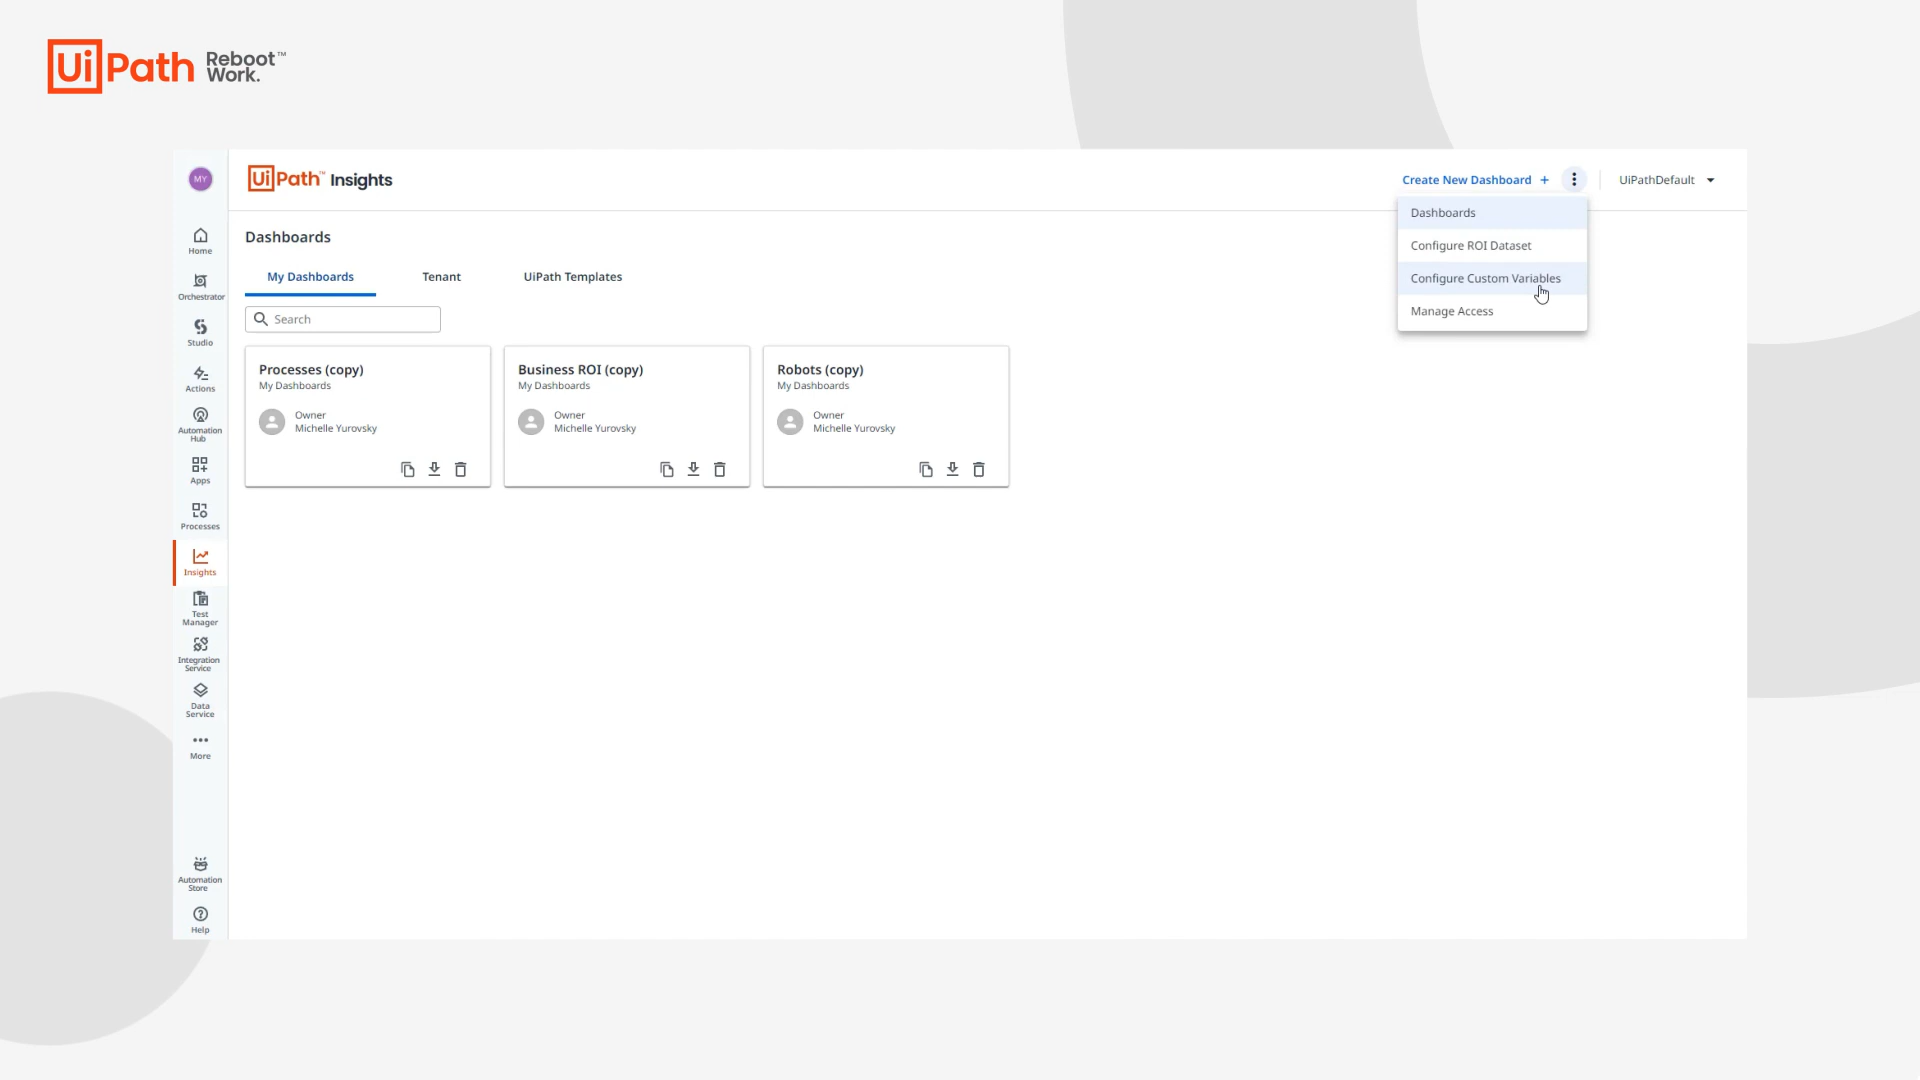 UiPath Reboot™
Work.
MY
UiPath™ Insights
Create New Dashboard +
UiPathDefault
Dashboards
Configure ROI Dataset
Configure Custom Variables
Manage Access
Home
Orchestrator
Studio
Actions
Automation
Hub
Apps
Processes
Insights
Test
Manager
Integration
Service
Data
Service
More
Automation
Store
Help
Dashboards
My Dashboards
Tenant
UiPath Templates
Search
Processes (copy)
My Dashboards
Owner
Michelle Yurovsky
Business ROI (copy)
My Dashboards
Owner
Michelle Yurovsky
Robots (copy)
My Dashboards
Owner
Michelle Yurovsky